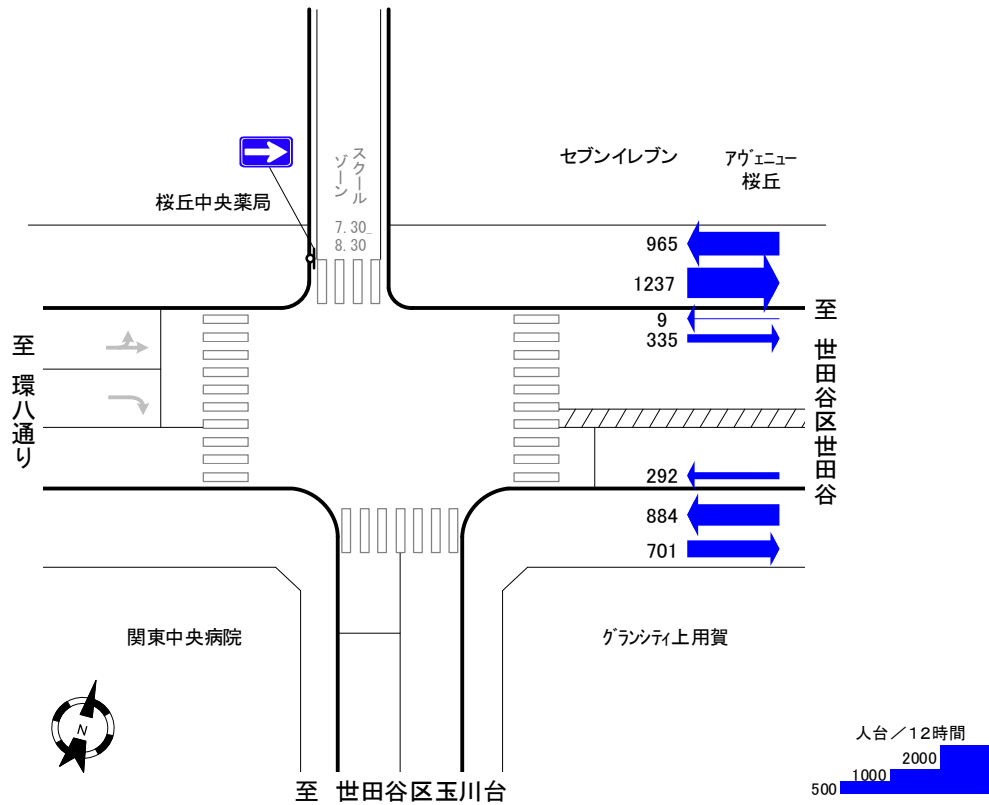 スクール
ゾーン
7.30_
8.30
セブンイレブン
アヴェニュー
桜丘
桜丘中央薬局
965
1237
9
335
至 環八通り
至 世田谷区世田谷
292
884
701
関東中央病院
グランシティ上用賀
N
至 世田谷区玉川台
人台／12時間
2000
1000
500